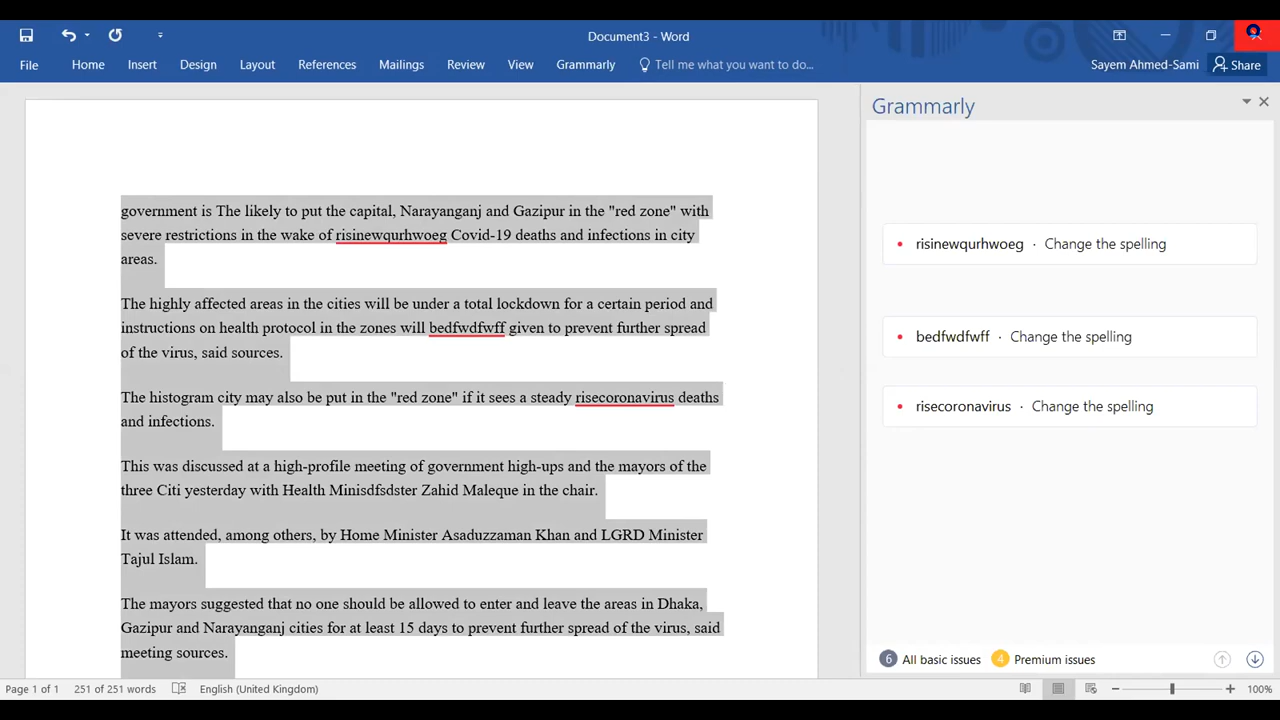 Document3 - Word
File Home Insert Design Layout References Mailings Review View Grammarly Tell me what you want to do... Sayem Ahmed-Sami Share
Grammarly
government is The likely to put the capital, Narayanganj and Gazipur in the "red zone" with
severe restrictions in the wake of risinewqurhwoeg Covid-19 deaths and infections in city
areas.
The highly affected areas in the cities will be under a total lockdown for a certain period and
instructions on health protocol in the zones will bedfwdfwff given to prevent further spread
of the virus, said sources.
The histogram city may also be put in the "red zone" if it sees a steady risecoronavirus deaths
and infections.
This was discussed at a high-profile meeting of government high-ups and the mayors of the
three Citi yesterday with Health Minisdfsdster Zahid Maleque in the chair.
It was attended, among others, by Home Minister Asaduzzaman Khan and LGRD Minister
Tajul Islam.
The mayors suggested that no one should be allowed to enter and leave the areas in Dhaka,
Gazipur and Narayanganj cities for at least 15 days to prevent further spread of the virus, said
meeting sources.
risinewqurhwoeg · Change the spelling
bedfwdfwff · Change the spelling
risecoronavirus · Change the spelling
6 All basic issues 4 Premium issues
Page 1 of 1 251 of 251 words English (United Kingdom) 100%